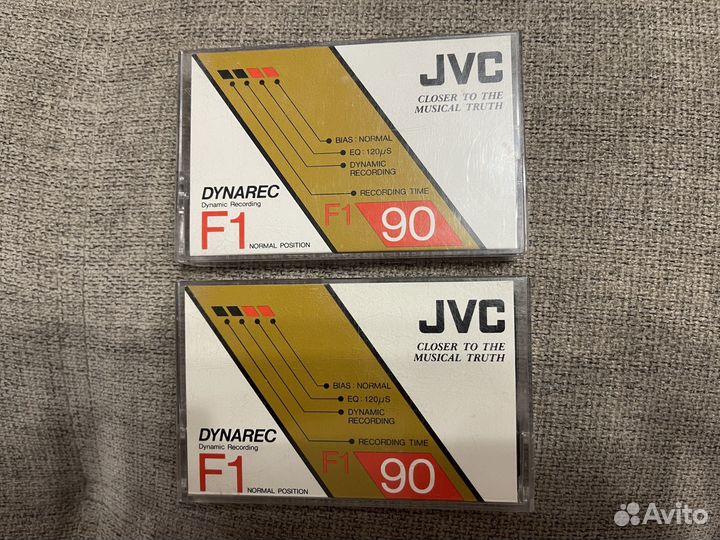 JVC
CLOSER TO THE
MUSICAL TRUTH
BIAS : NORMAL
EQ : 120μS
DYNAMIC
RECORDING
RECORDING TIME
DYNAREC
Dynamic Recording
F1 NORMAL POSITION
F1 90
JVC
CLOSER TO THE
MUSICAL TRUTH
BIAS : NORMAL
EQ : 120μS
DYNAMIC
RECORDING
RECORDING TIME
DYNAREC
Dynamic Recording
F1 NORMAL POSITION
F1 90
Avito